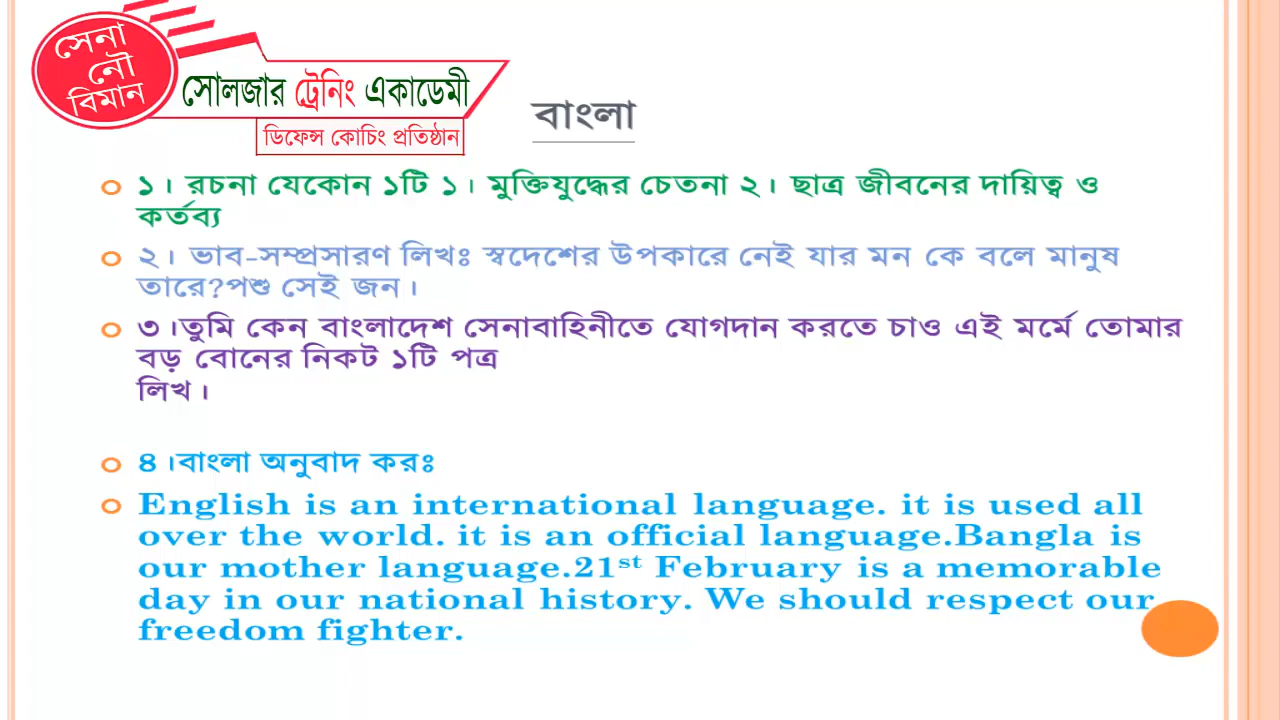 সেনা
নৌ
বিমান
সোলজার ট্রেনিং একাডেমী
ডিফেন্স কোচিং প্রতিষ্ঠান
বাংলা
১। রচনা যেকোন ১টি ১। মুক্তিযুদ্ধের চেতনা ২। ছাত্র জীবনের দায়িত্ব ও
কর্তব্য
২। ভাব-সম্প্রসারণ লিখঃ স্বদেশের উপকারে নেই যার মন কে বলে মানুষ
তারে?পশু সেই জন।
৩।তুমি কেন বাংলাদেশ সেনাবাহিনীতে যোগদান করতে চাও এই মর্মে তোমার
বড় বোনের নিকট ১টি পত্র
লিখ।
৪।বাংলা অনুবাদ করঃ
English is an international language. it is used all
over the world. it is an official language.Bangla is
our mother language.21st February is a memorable
day in our national history. We should respect our
freedom fighter.